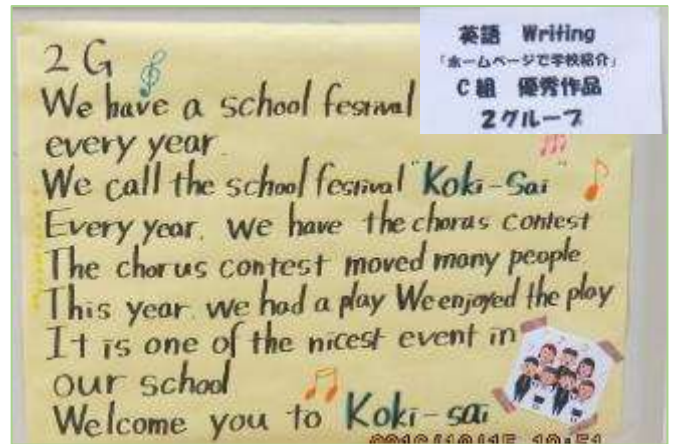 英語 Writing
「ホームページで学校紹介」
C組 優秀作品
2グループ
2G
We have a school festival
every year.
We call the school festival "Koki-Sai"
Every year, we have the chorus contest
The chorus contest moved many people
This year, we had a play We enjoyed the play
It is one of the nicest event in
our school
Welcome you to Koki-sai